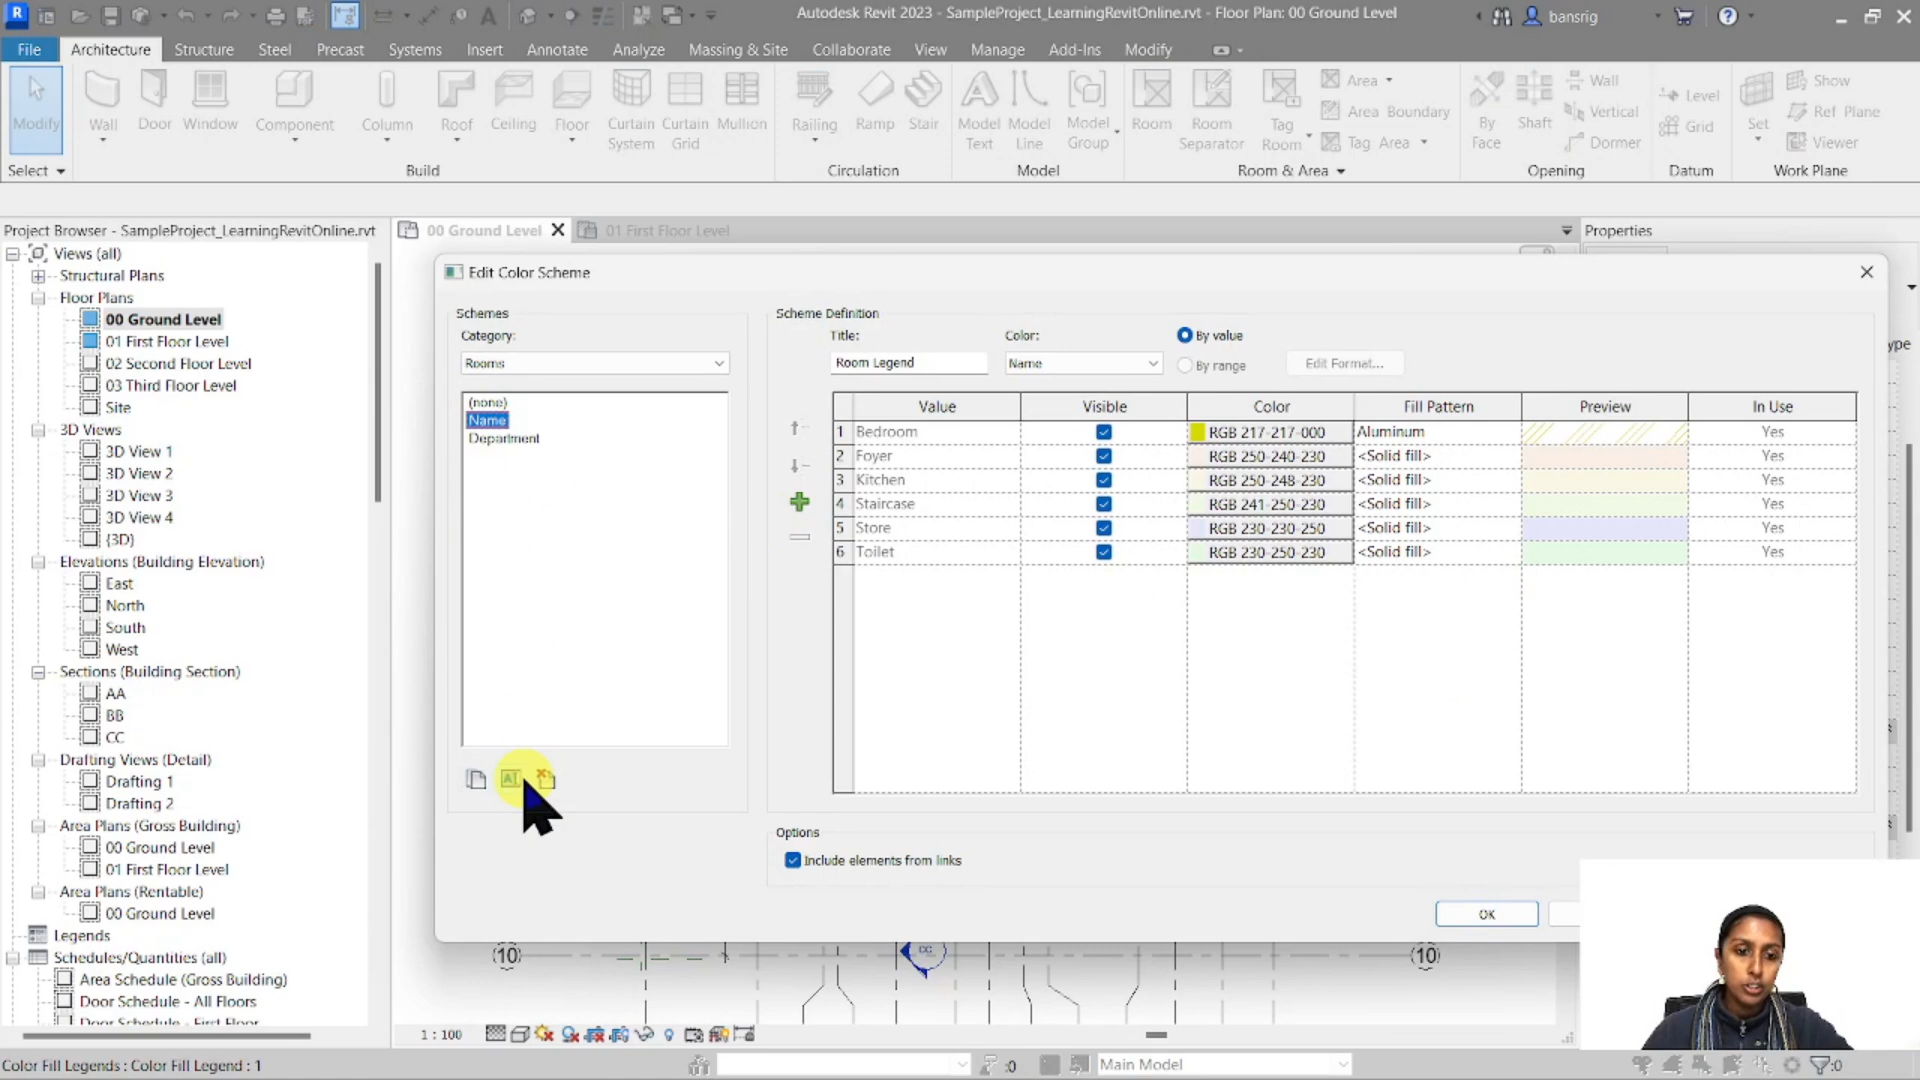 Autodesk Revit 2023 - SampleProject_LearningRevitOnline.rvt - Floor Plan: 00 Ground Level
bansrig
File Architecture Structure Steel Precast Systems Insert Annotate Analyze Massing & Site Collaborate View Manage Add-Ins Modify
Modify Wall Door Window Component Column Roof Ceiling Floor Curtain System Curtain Grid Mullion Railing Ramp Stair Model Text Model Line Model Group Room Room Separator Tag Room Area Area Boundary Tag Area By Face Shaft Wall Vertical Dormer Level Grid Set Show Ref Plane Viewer
Select Build Circulation Model Room & Area Opening Datum Work Plane
Project Browser - SampleProject_LearningRevitOnline.rvt
00 Ground Level 01 First Floor Level
Properties
Views (all)
Structural Plans
Floor Plans
00 Ground Level
01 First Floor Level
02 Second Floor Level
03 Third Floor Level
Site
3D Views
3D View 1
3D View 2
3D View 3
3D View 4
{3D}
Elevations (Building Elevation)
East
North
South
West
Sections (Building Section)
AA
BB
CC
Drafting Views (Detail)
Drafting 1
Drafting 2
Area Plans (Gross Building)
00 Ground Level
01 First Floor Level
Area Plans (Rentable)
00 Ground Level
Legends
Schedules/Quantities (all)
Area Schedule (Gross Building)
Door Schedule - All Floors
Door Schedule - First Floor
Edit Color Scheme
Schemes
Category:
Rooms
(none)
Name
Department
Scheme Definition
Title: Color: By value
Room Legend Name By range Edit Format...
Value Visible Color Fill Pattern Preview In Use
1 Bedroom RGB 217-217-000 Aluminum Yes
2 Foyer RGB 250-240-230 <Solid fill> Yes
3 Kitchen RGB 250-248-230 <Solid fill> Yes
4 Staircase RGB 241-250-230 <Solid fill> Yes
5 Store RGB 230-230-250 <Solid fill> Yes
6 Toilet RGB 230-250-230 <Solid fill> Yes
Options
Include elements from links
OK
ype
10 CC 10
1 : 100
Color Fill Legends : Color Fill Legend : 1
:0 Main Model :0